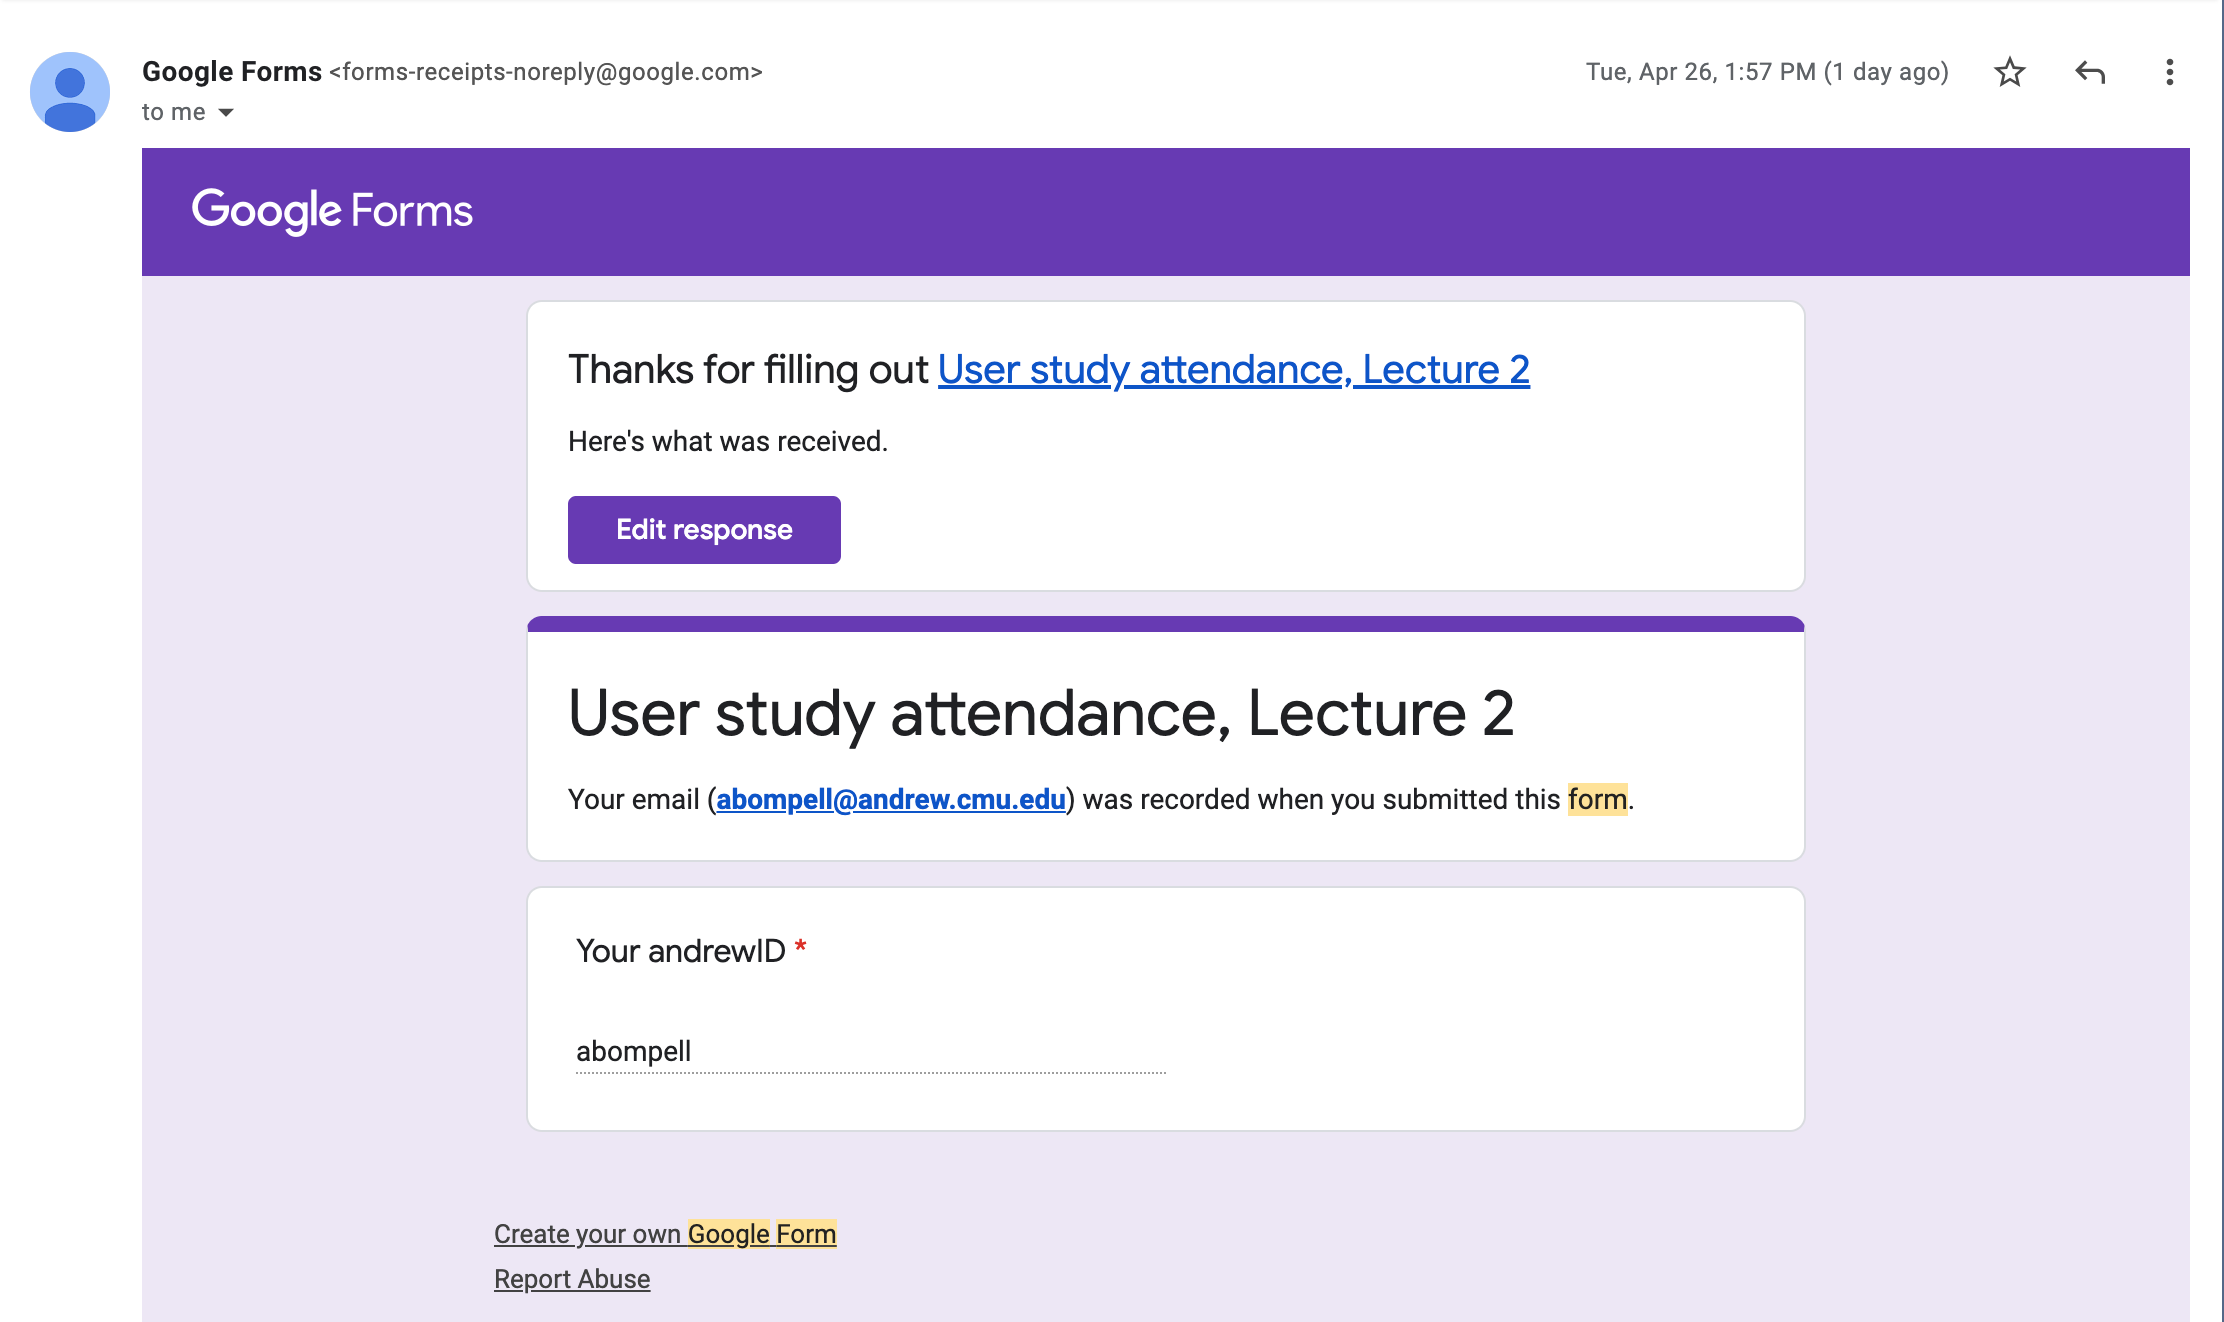 Google Forms <forms-receipts-noreply@google.com>
Tue, Apr 26, 1:57 PM (1 day ago)
to me
Google Forms
Thanks for filling out User study attendance, Lecture 2
Here's what was received.
Edit response
User study attendance, Lecture 2
Your email (abompell@andrew.cmu.edu) was recorded when you submitted this form.
Your andrewID *
abompell
Create your own Google Form
Report Abuse